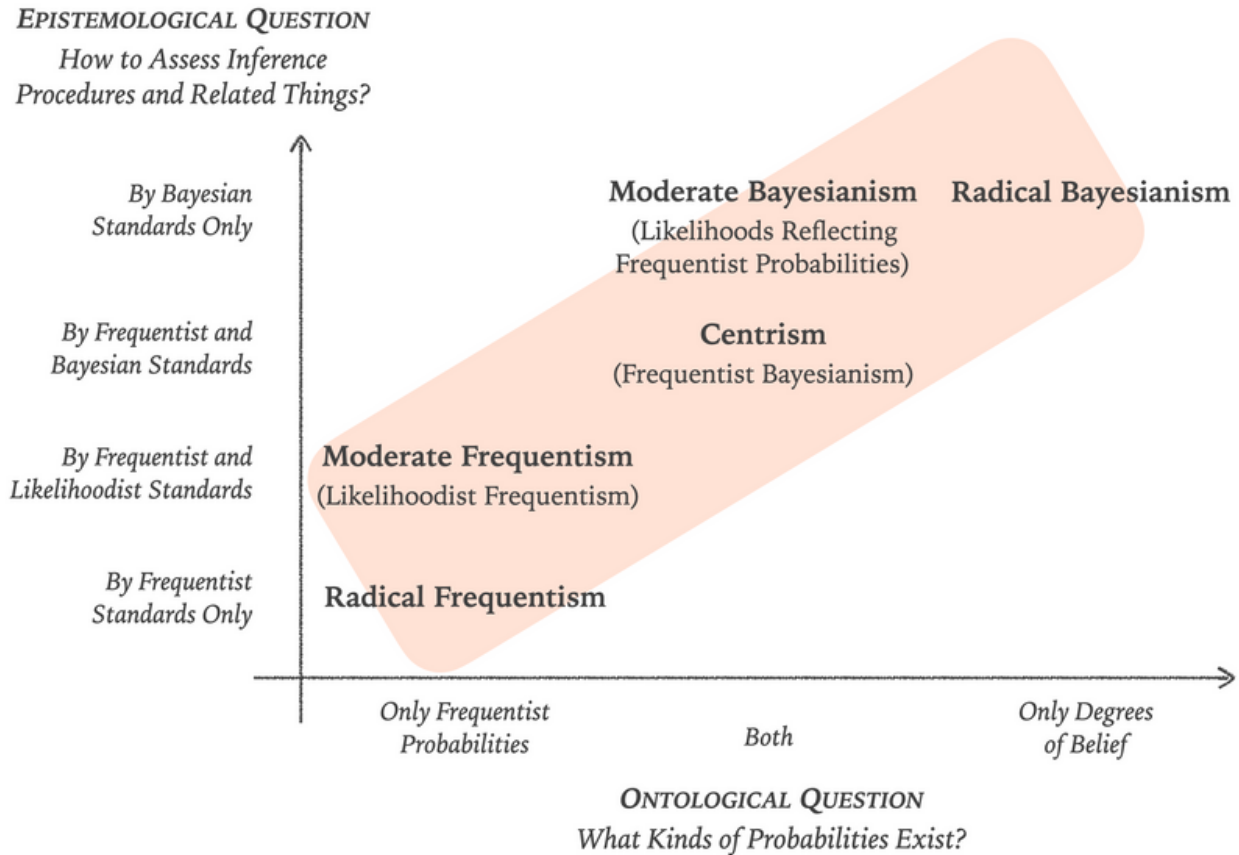 EPISTEMOLOGICAL QUESTION
How to Assess Inference
Procedures and Related Things?
By Bayesian
Standards Only
Moderate Bayesianism
(Likelihoods Reflecting
Frequentist Probabilities)
Radical Bayesianism
By Frequentist and
Bayesian Standards
Centrism
(Frequentist Bayesianism)
By Frequentist and
Likelihoodist Standards
Moderate Frequentism
(Likelihoodist Frequentism)
By Frequentist
Standards Only
Radical Frequentism
Only Frequentist
Probabilities
Both
Only Degrees
of Belief
ONTOLOGICAL QUESTION
What Kinds of Probabilities Exist?